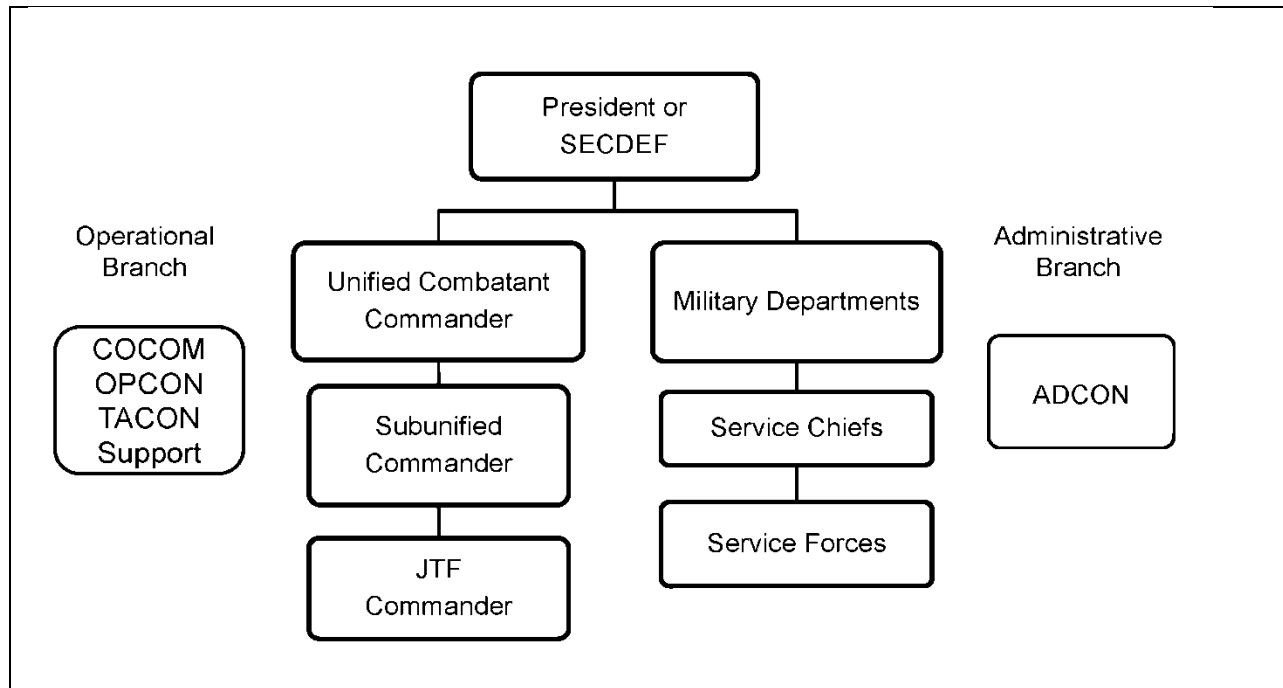 President or
SECDEF
Operational
Branch
COCOM
OPCON
TACON
Support
Unified Combatant
Commander
Subunified
Commander
JTF
Commander
Military Departments
Service Chiefs
Service Forces
Administrative
Branch
ADCON